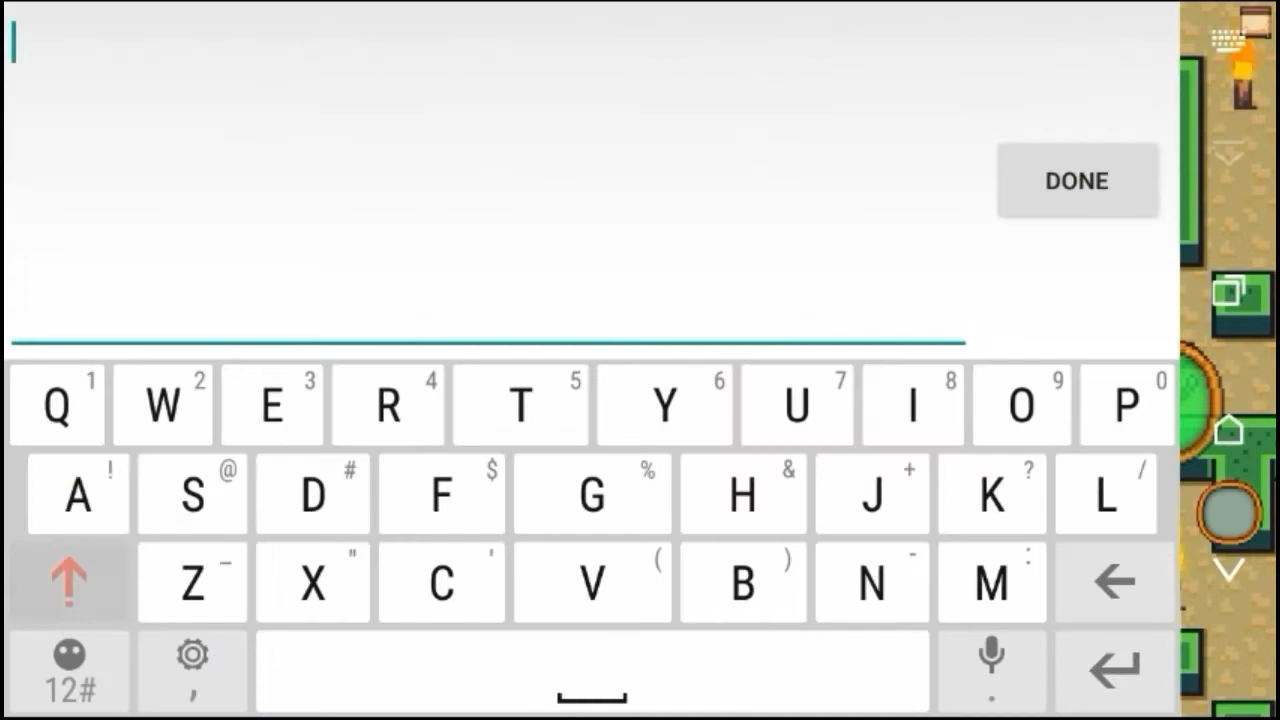 DONE
Q 1 W 2 E 3 R 4 T 5 Y 6 U 7 I 8 O 9 P 0
A ! S @ D # F $ G % H & J + K ? L /
Z _ X " C ' V ( B ) N - M :
12# , .